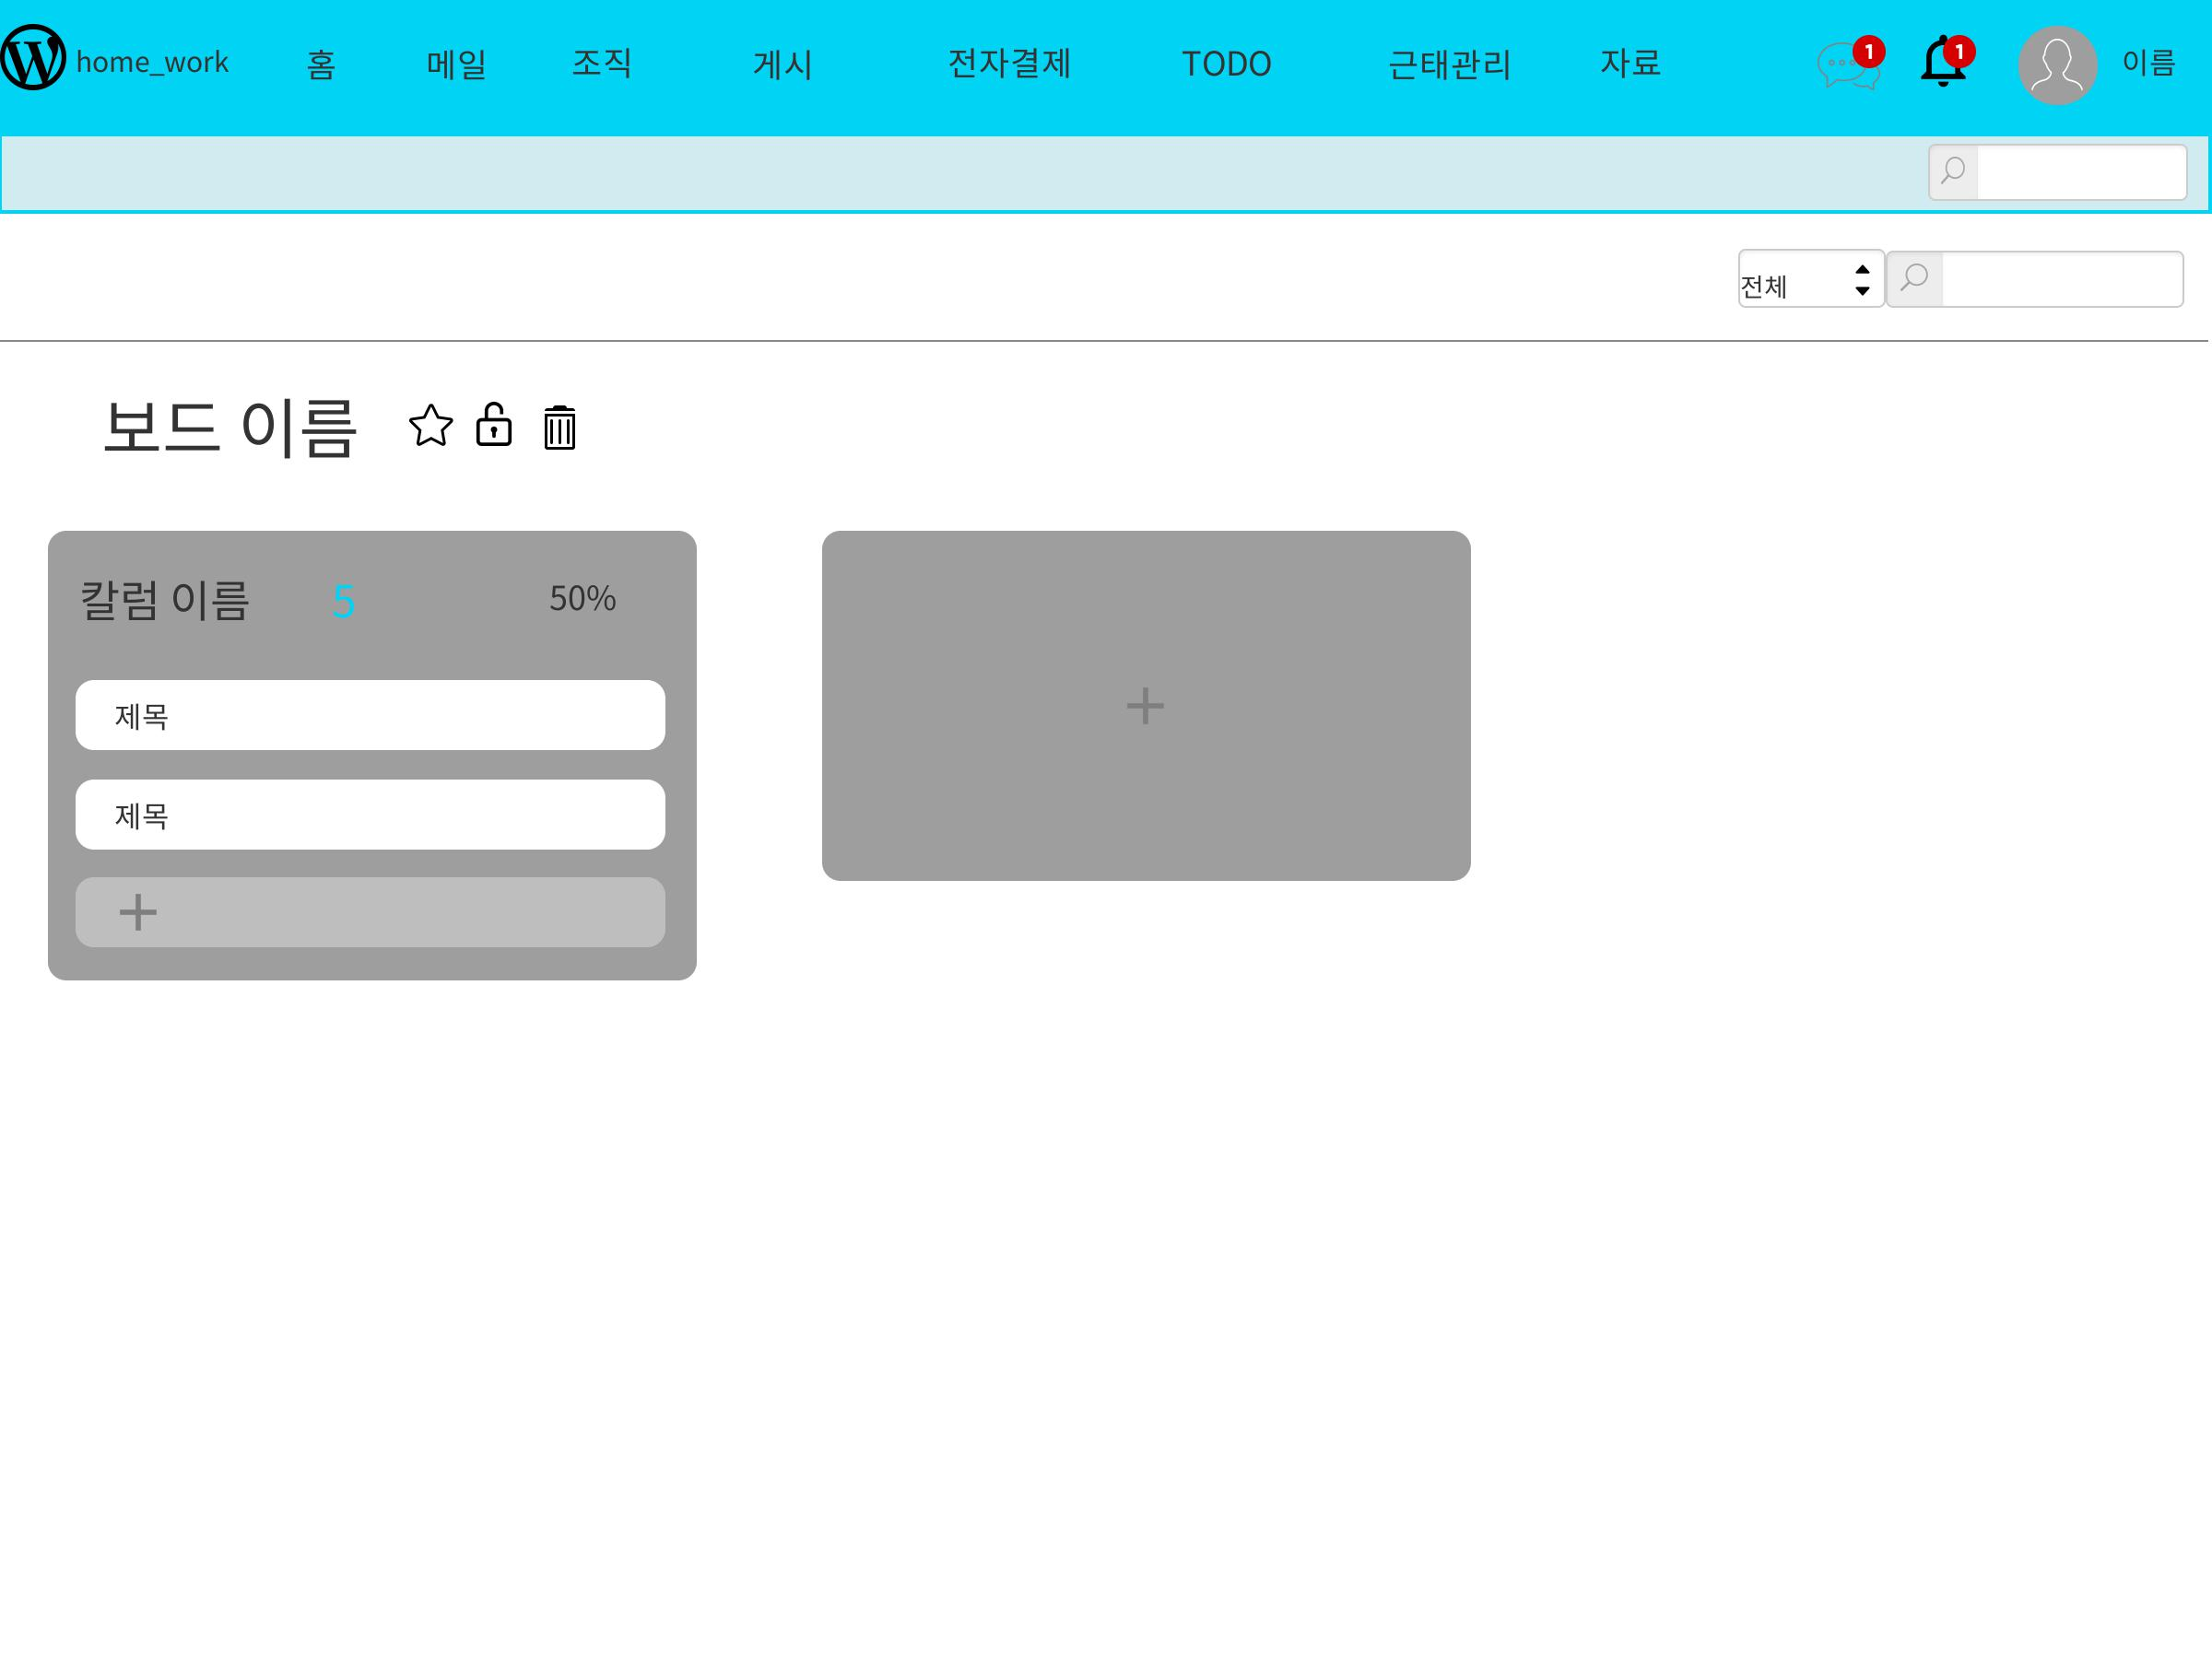 home_work 홈 메일 조직 게시 전자결제 TODO 근태관리 자료 1 1 이름
전체
보드 이름
칼럼 이름 5 50%
제목
제목